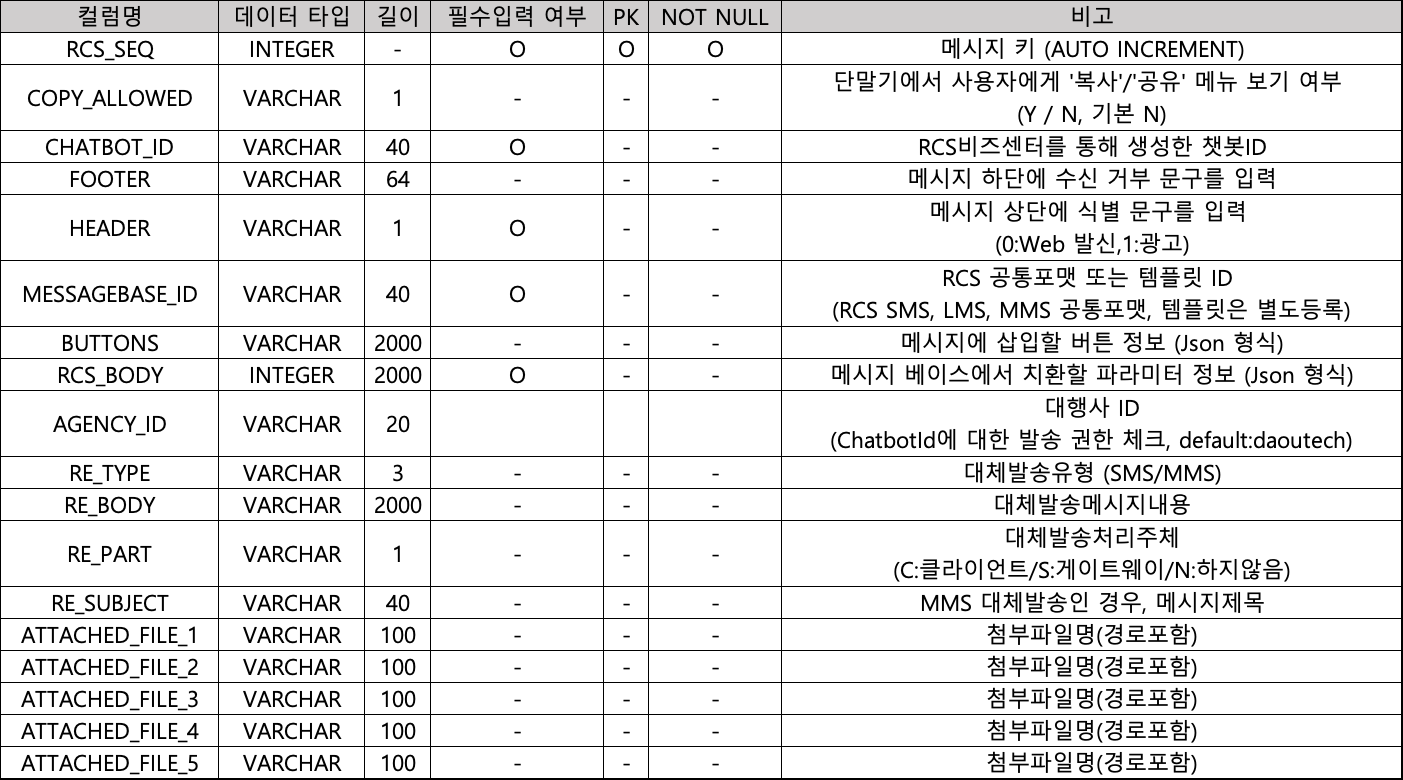 컬럼명 데이터 타입 길이 필수입력 여부 PK NOT NULL 비고
RCS_SEQ INTEGER - O O O 메시지 키 (AUTO INCREMENT)
COPY_ALLOWED VARCHAR 1 - - - 단말기에서 사용자에게 '복사'/'공유' 메뉴 보기 여부
(Y / N, 기본 N)
CHATBOT_ID VARCHAR 40 O - - RCS비즈센터를 통해 생성한 챗봇ID
FOOTER VARCHAR 64 - - - 메시지 하단에 수신 거부 문구를 입력
HEADER VARCHAR 1 O - - 메시지 상단에 식별 문구를 입력
(0:Web 발신,1:광고)
MESSAGEBASE_ID VARCHAR 40 O - - RCS 공통포맷 또는 템플릿 ID
(RCS SMS, LMS, MMS 공통포맷, 템플릿은 별도등록)
BUTTONS VARCHAR 2000 - - - 메시지에 삽입할 버튼 정보 (Json 형식)
RCS_BODY INTEGER 2000 O - - 메시지 베이스에서 치환할 파라미터 정보 (Json 형식)
AGENCY_ID VARCHAR 20 대행사 ID
(ChatbotId에 대한 발송 권한 체크, default:daoutech)
RE_TYPE VARCHAR 3 - - - 대체발송유형 (SMS/MMS)
RE_BODY VARCHAR 2000 - - - 대체발송메시지내용
RE_PART VARCHAR 1 - - - 대체발송처리주체
(C:클라이언트/S:게이트웨이/N:하지않음)
RE_SUBJECT VARCHAR 40 - - - MMS 대체발송인 경우, 메시지제목
ATTACHED_FILE_1 VARCHAR 100 - - - 첨부파일명(경로포함)
ATTACHED_FILE_2 VARCHAR 100 - - - 첨부파일명(경로포함)
ATTACHED_FILE_3 VARCHAR 100 - - - 첨부파일명(경로포함)
ATTACHED_FILE_4 VARCHAR 100 - - - 첨부파일명(경로포함)
ATTACHED_FILE_5 VARCHAR 100 - - - 첨부파일명(경로포함)